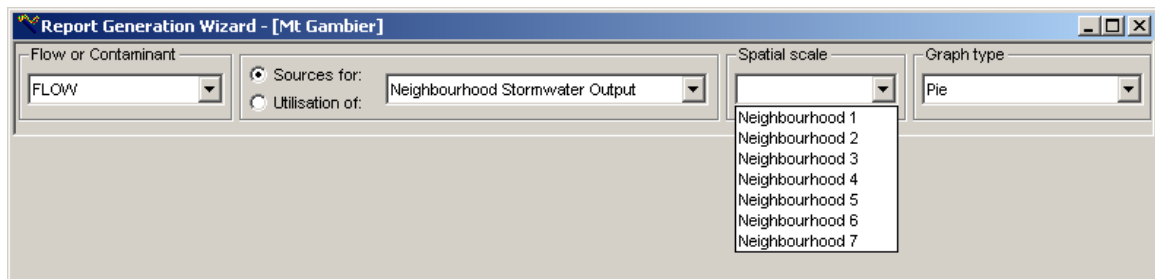 Report Generation Wizard - [Mt Gambier]
Flow or Contaminant
FLOW
Sources for:
Utilisation of:
Neighbourhood Stormwater Output
Spatial scale
Neighbourhood 1
Neighbourhood 2
Neighbourhood 3
Neighbourhood 4
Neighbourhood 5
Neighbourhood 6
Neighbourhood 7
Graph type
Pie